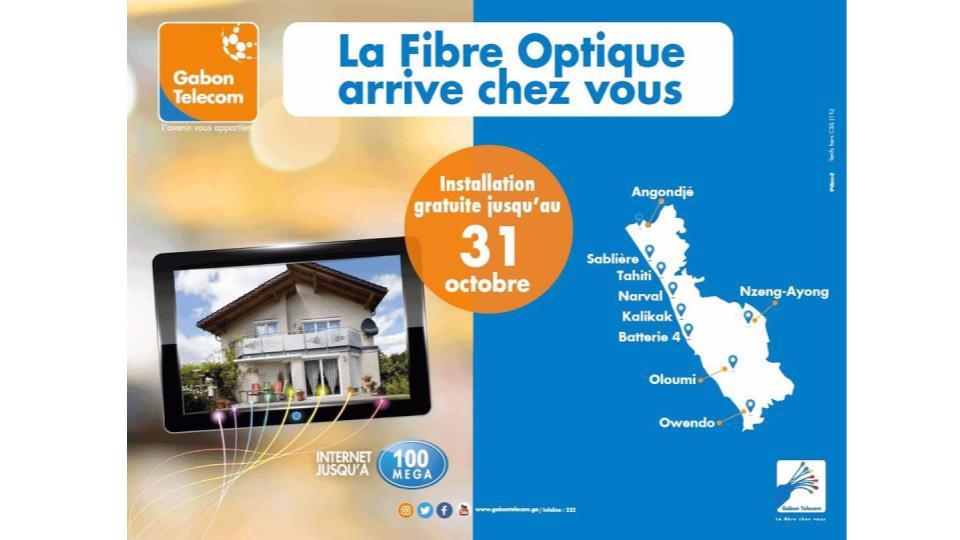 Gabon
Telecom
L'avenir vous appartient
La Fibre Optique
arrive chez vous
Installation
gratuite jusqu'au
31
octobre
Angondjé
Sablière
Tahiti
Narval
Kalikak
Batterie 4
Nzeng-Ayong
Oloumi
Owendo
INTERNET
JUSQU'A
100
MEGA
www.gabontelecom.ga / Infoline : 222
Gabon Telecom
La fibre chez vous